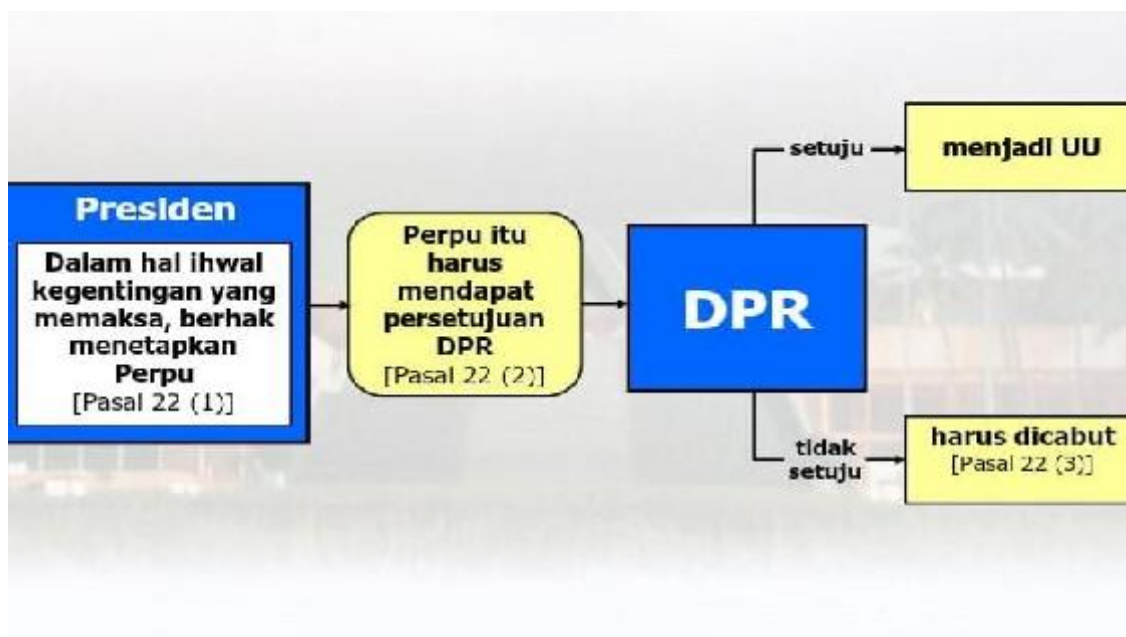 Presiden
Dalam hal ihwal
kegentingan yang
memaksa, berhak
menetapkan
Perpu
[Pasal 22 (1)]
Perpu itu
harus
mendapat
persetujuan
DPR
[Pasal 22 (2)]
DPR
setuju
menjadi UU
tidak
setuju
harus dicabut
[Pasal 22 (3)]